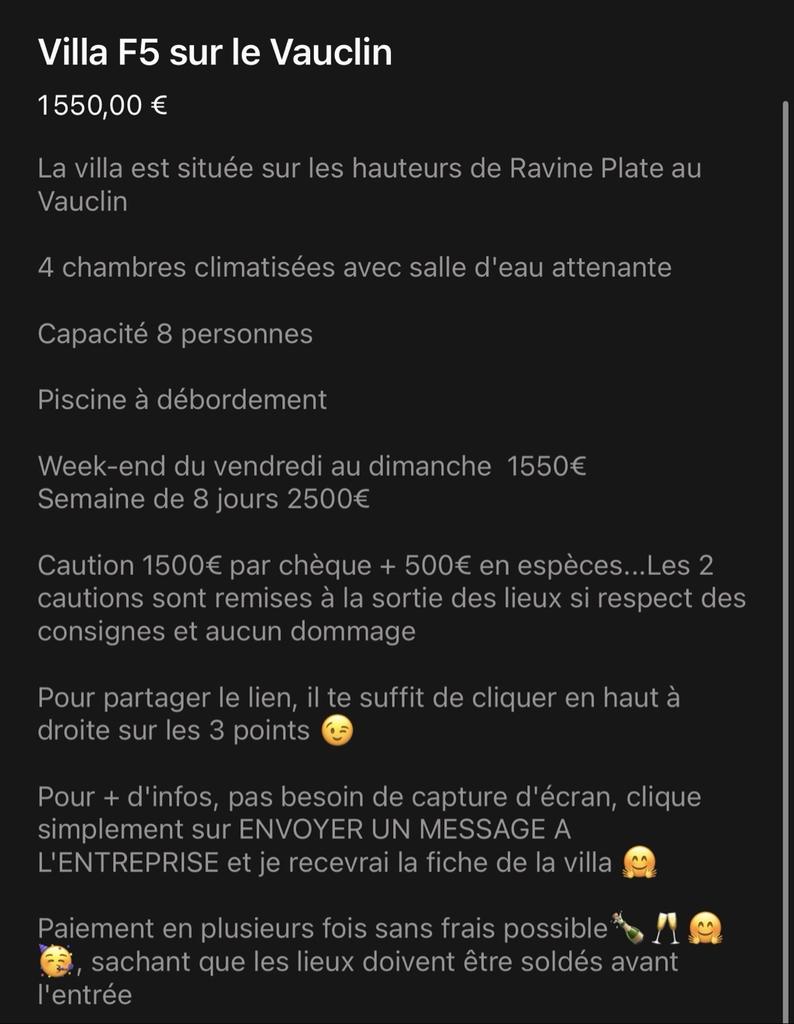 Villa F5 sur le Vauclin
1 550,00 €
La villa est située sur les hauteurs de Ravine Plate au
Vauclin
4 chambres climatisées avec salle d'eau attenante
Capacité 8 personnes
Piscine à débordement
Week-end du vendredi au dimanche  1550€
Semaine de 8 jours 2500€
Caution 1500€ par chèque + 500€ en espèces...Les 2
cautions sont remises à la sortie des lieux si respect des
consignes et aucun dommage
Pour partager le lien, il te suffit de cliquer en haut à
droite sur les 3 points 😉
Pour + d'infos, pas besoin de capture d'écran, clique
simplement sur ENVOYER UN MESSAGE A
L'ENTREPRISE et je recevrai la fiche de la villa 🤗
Paiement en plusieurs fois sans frais possible🍾🥂🤗
🥳, sachant que les lieux doivent être soldés avant
l'entrée